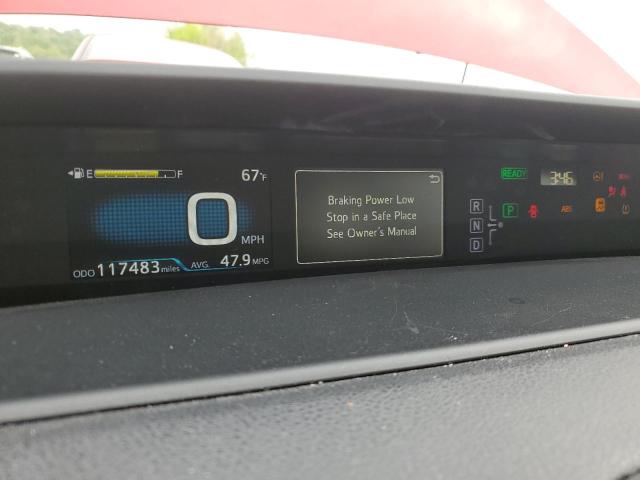 E F 67°F
0 MPH
ODO 117483 miles AVG. 47.9 MPG
Braking Power Low
Stop in a Safe Place
See Owner's Manual
READY 3:46
R
N
D
P
ABS